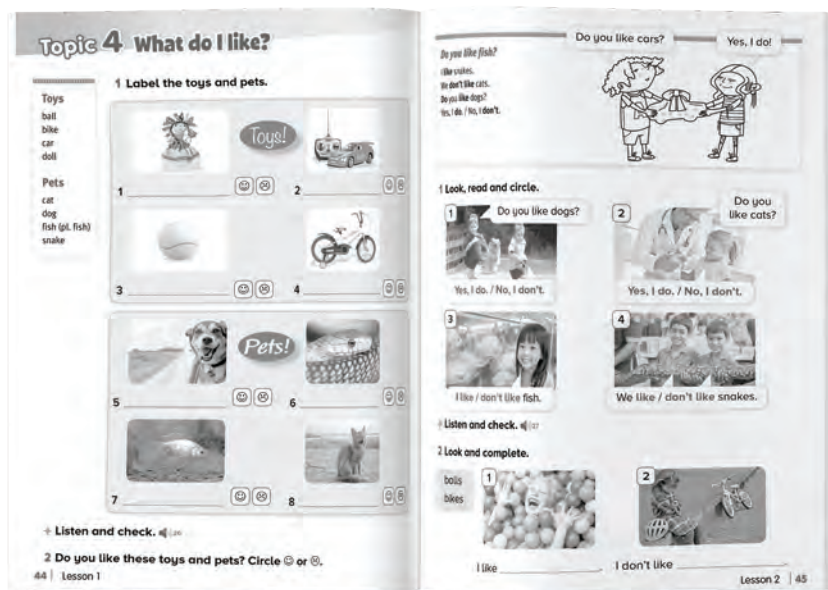 Topic 4 What do I like?
1 Label the toys and pets.
Toys
ball
bike
car
doll
Pets
cat
dog
fish (pl. fish)
snake
Toys!
1
2
3
4
Pets!
5
6
7
8
+ Listen and check.
2 Do you like these toys and pets? Circle ☺ or ☹.
44 | Lesson 1
Do you like fish?
I like snakes.
We don't like cats.
Do you like dogs?
Yes, I do. / No, I don't.
Do you like cars?
Yes, I do!
1 Look, read and circle.
1
Do you like dogs?
Yes, I do. / No, I don't.
2
Do you
like cats?
Yes, I do. / No, I don't.
3
I like / don't like fish.
4
We like / don't like snakes.
+ Listen and check.
2 Look and complete.
balls
bikes
1
I like
2
I don't like
Lesson 2 | 45